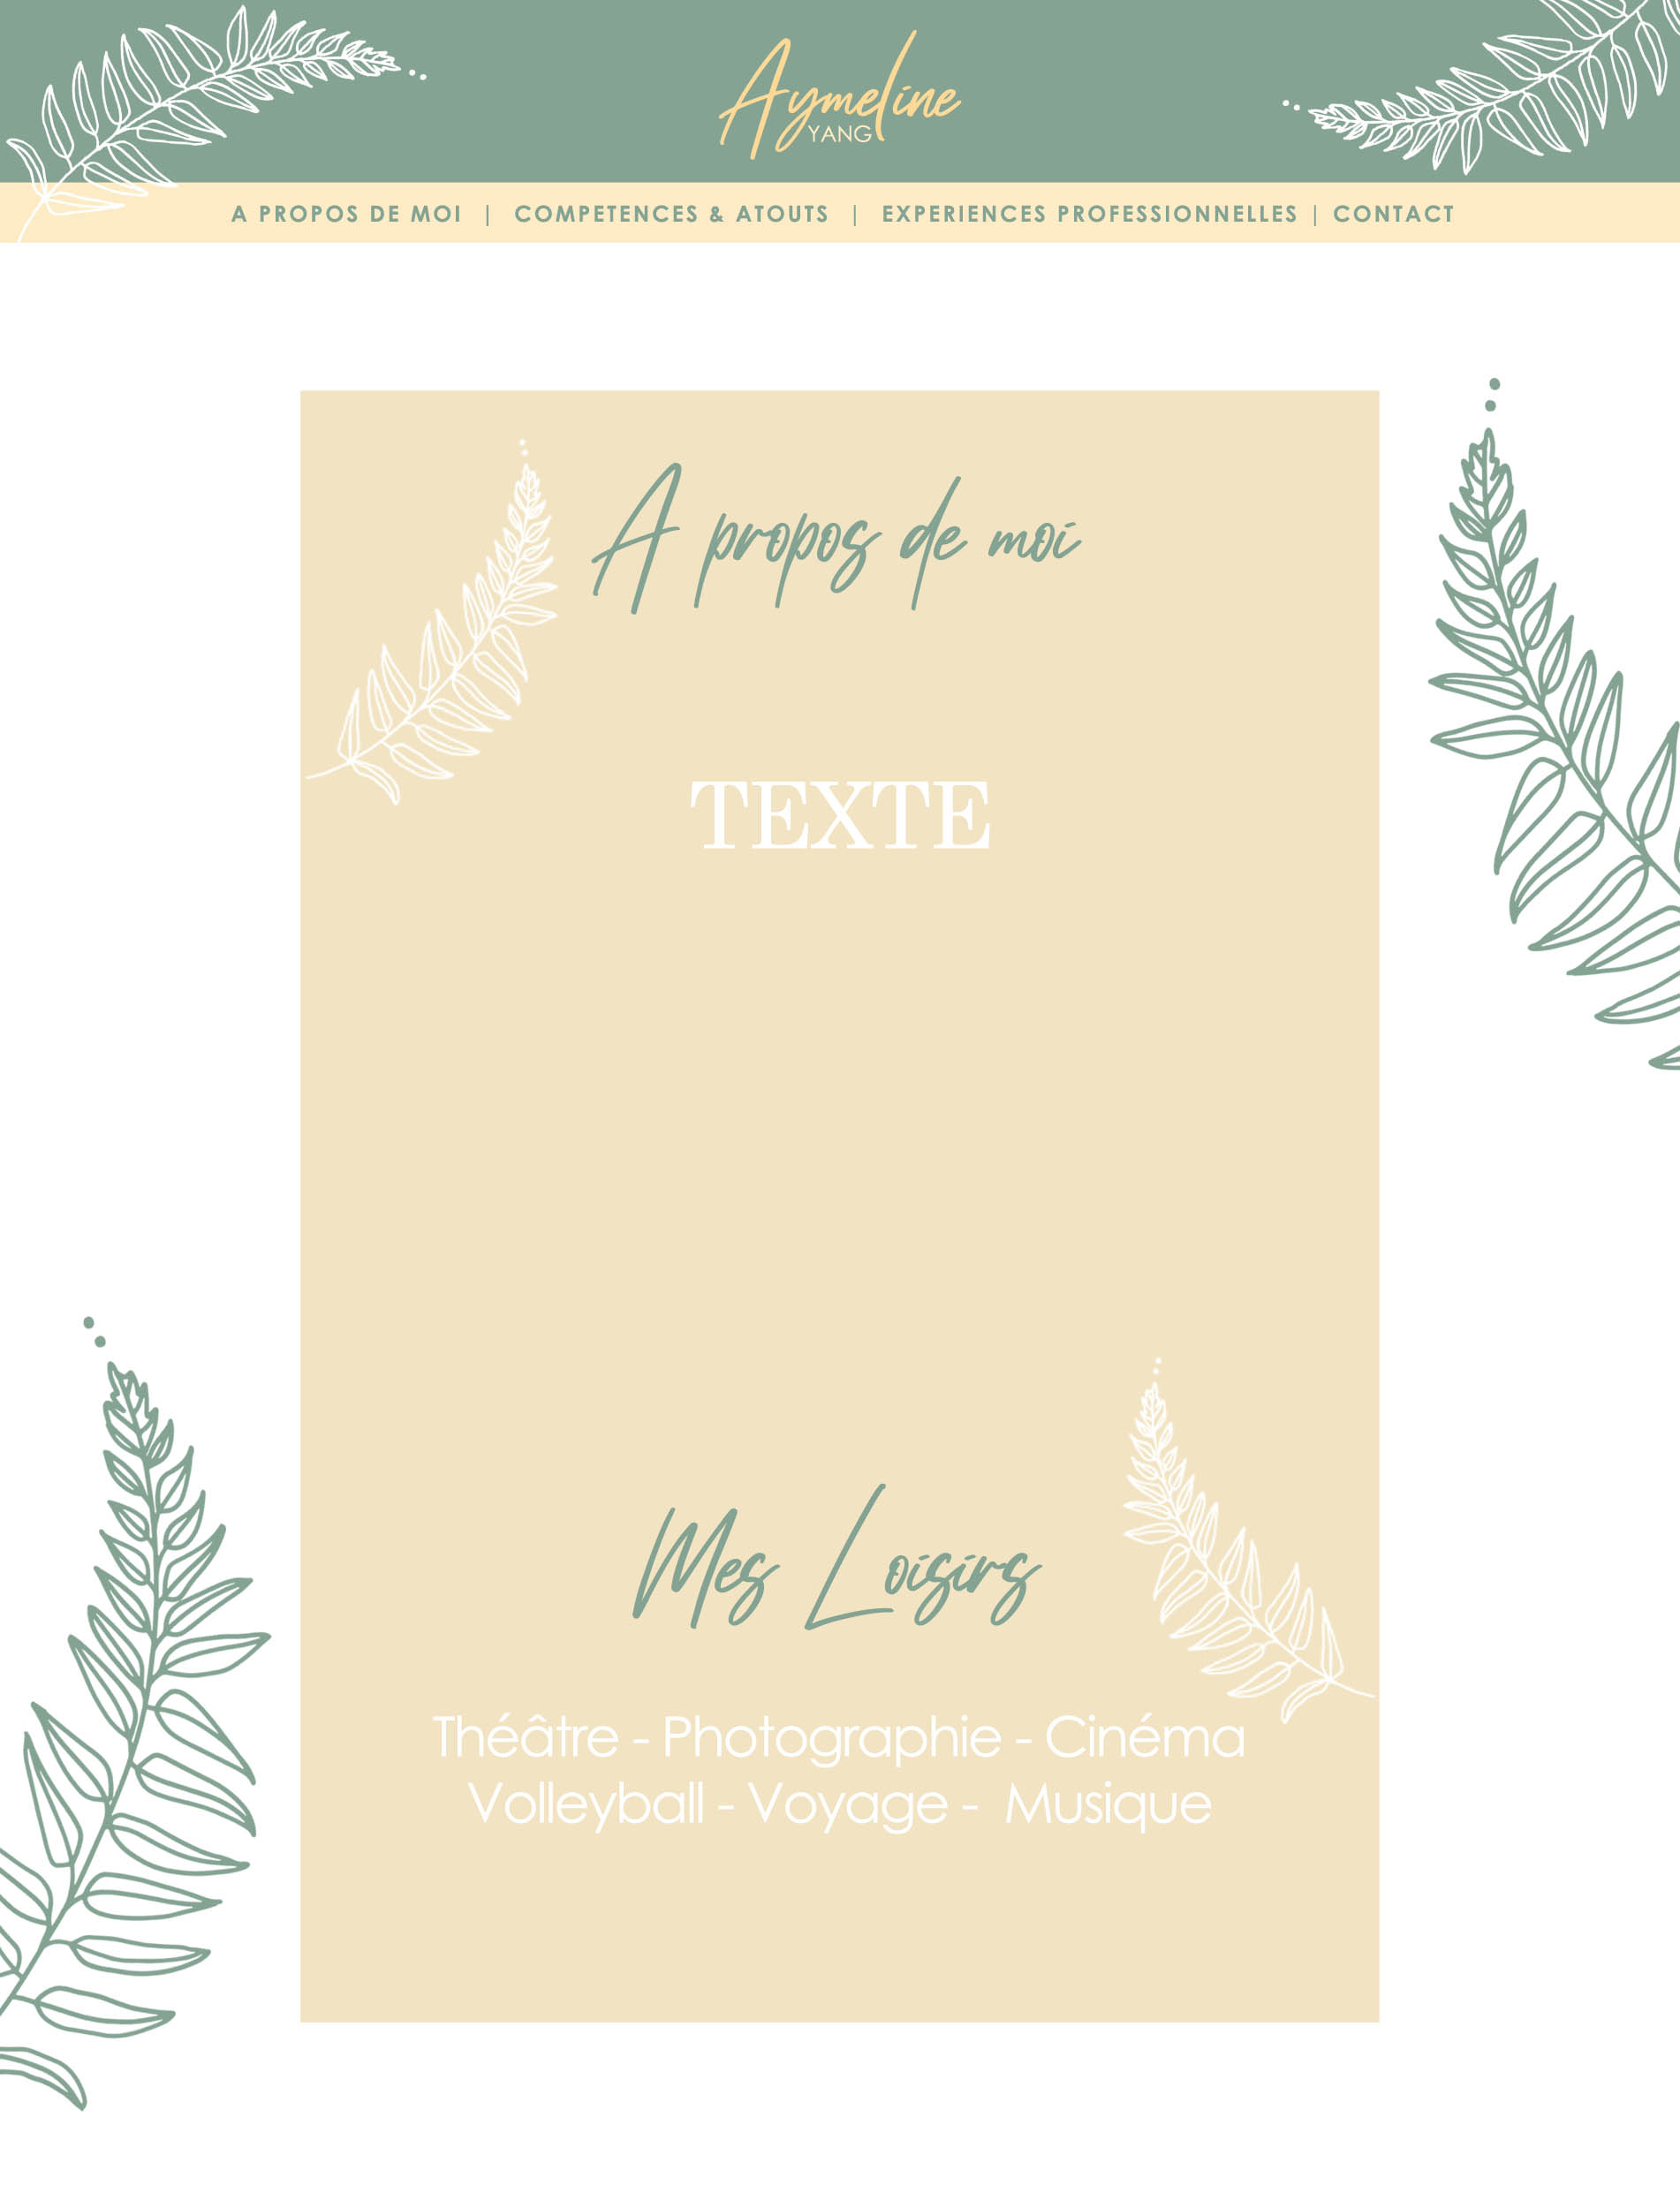 Aymeline
YANG
A PROPOS DE MOI | COMPETENCES & ATOUTS | EXPERIENCES PROFESSIONNELLES | CONTACT
A propos de moi
TEXTE
Mes Loisirs
Théâtre - Photographie - Cinéma
Volleyball - Voyage - Musique